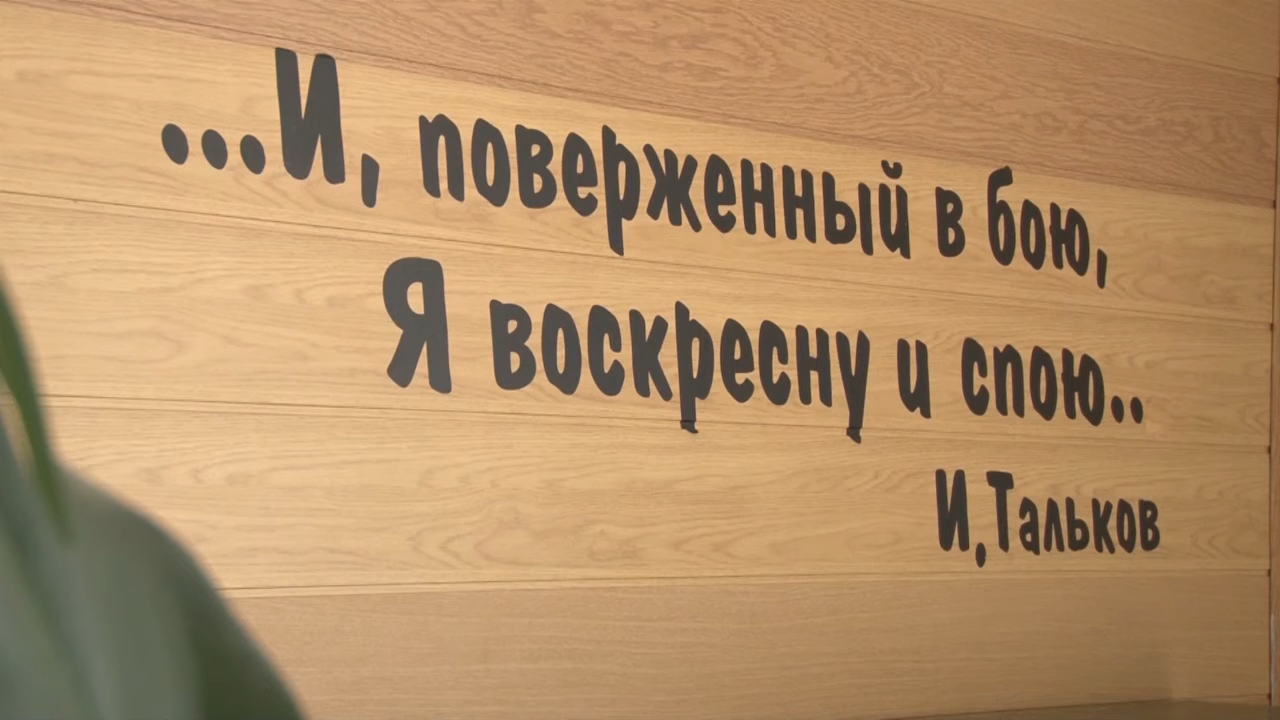 ...И, поверженный в бою,
Я воскресну и спою..
И,Тальков